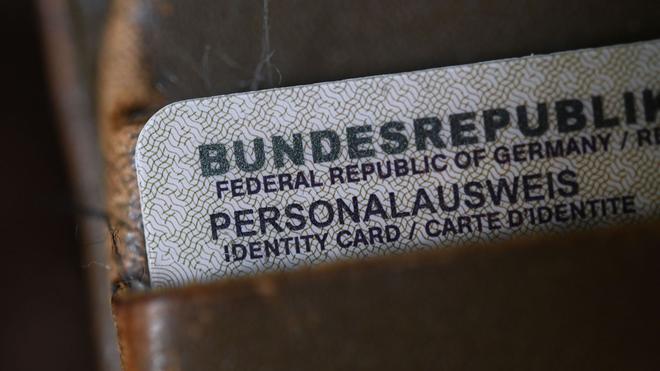 BUNDESREPUBLIK
FEDERAL REPUBLIC OF GERMANY /
PERSONALAUSWEIS
IDENTITY CARD / CARTE D'IDENTITE